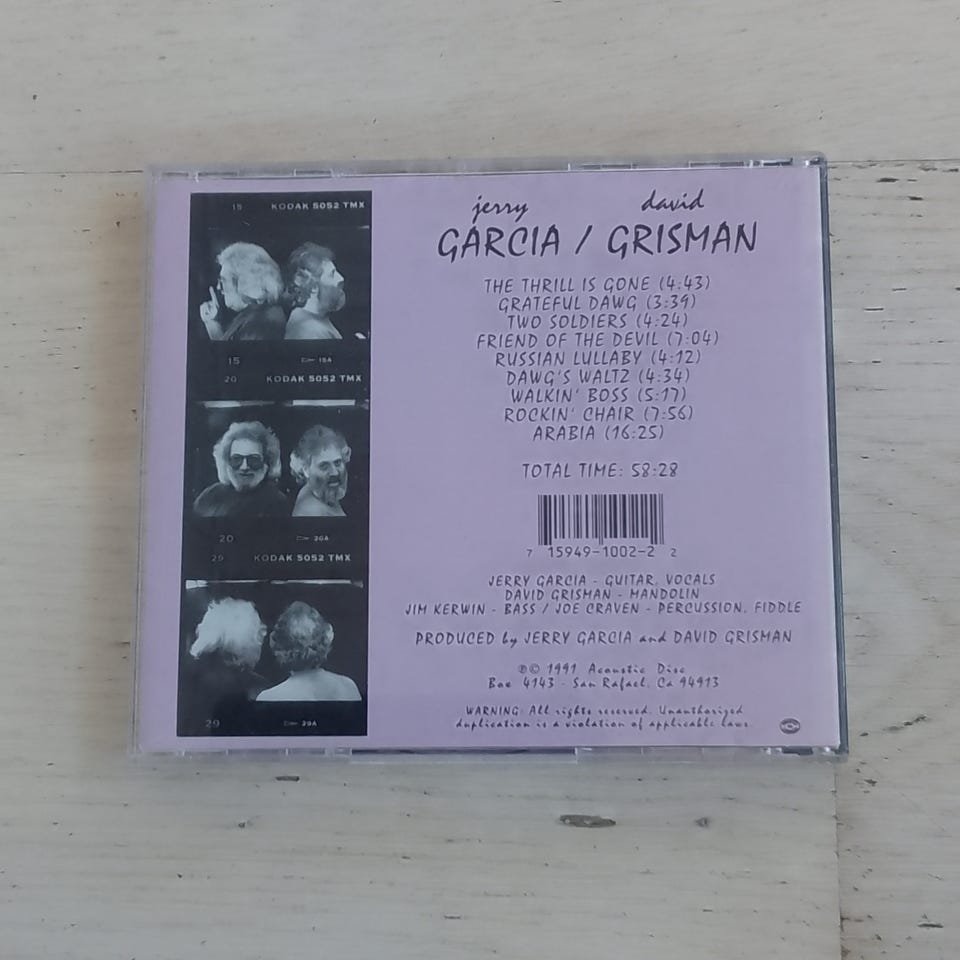 15 KODAK 5052 TMX
15 15A
20 KODAK 5052 TMX
20 20A
29 KODAK 5052 TMX
29 29A
jerry david
GARCIA / GRISMAN
THE THRILL IS GONE (4:43)
GRATEFUL DAWG (3:39)
TWO SOLDIERS (4:24)
FRIEND OF THE DEVIL (7:04)
RUSSIAN LULLABY (4:12)
DAWG'S WALTZ (4:34)
WALKIN' BOSS (5:17)
ROCKIN' CHAIR (7:56)
ARABIA (16:25)
TOTAL TIME: 58:28
7 15949-1002-2 2
JERRY GARCIA - GUITAR, VOCALS
DAVID GRISMAN - MANDOLIN
JIM KERWIN - BASS / JOE CRAVEN - PERCUSSION, FIDDLE
PRODUCED by JERRY GARCIA and DAVID GRISMAN
℗© 1991 Acoustic Disc
Box 4143 - San Rafael, Ca 94913
WARNING: All rights reserved. Unauthorized
duplication is a violation of applicable laws.